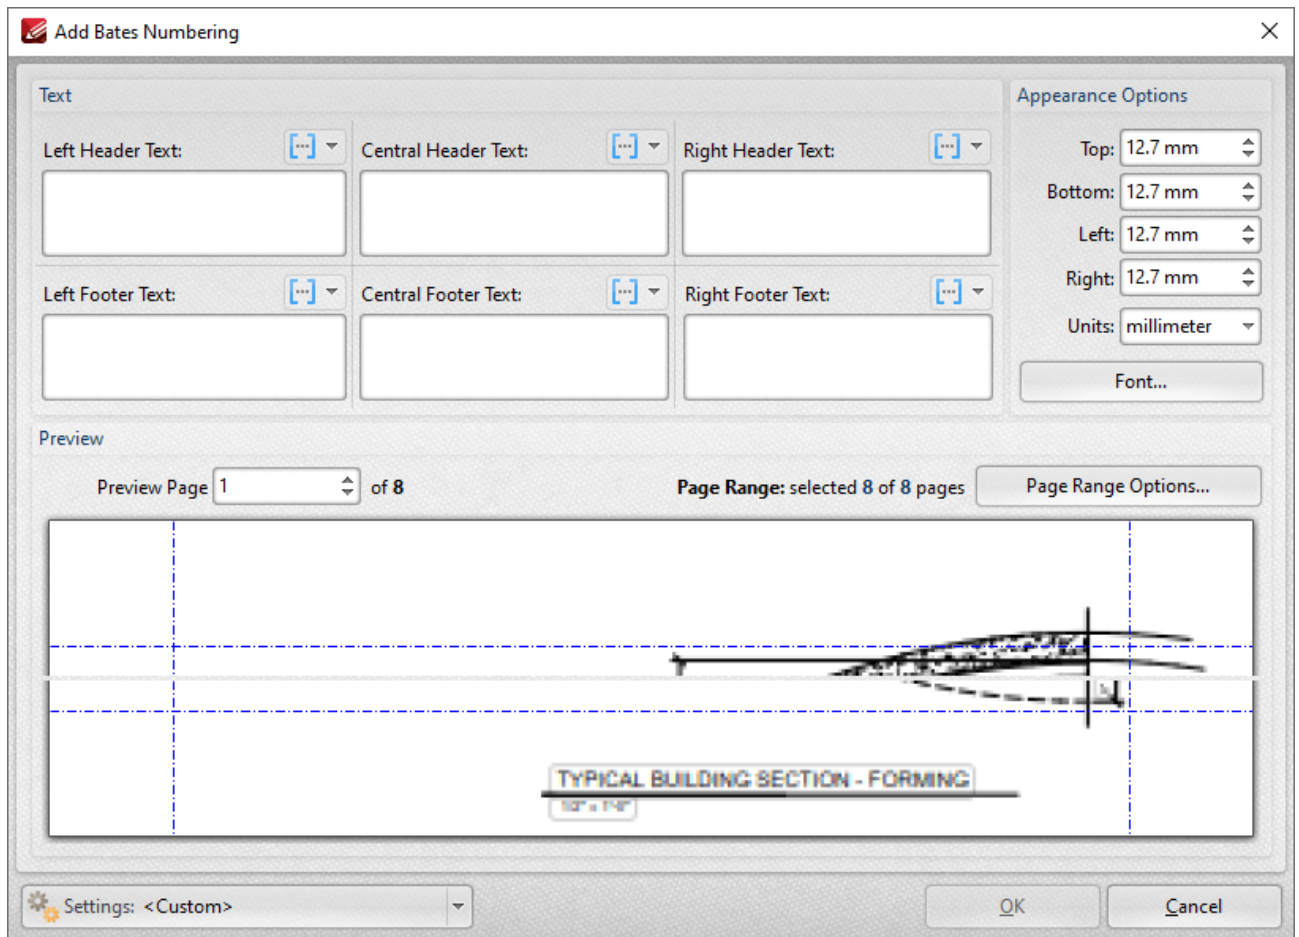 Add Bates Numbering
Text
Appearance Options
Left Header Text:
Central Header Text:
Right Header Text:
Top: 12.7 mm
Bottom: 12.7 mm
Left: 12.7 mm
Right: 12.7 mm
Left Footer Text:
Central Footer Text:
Right Footer Text:
Units: millimeter
Font...
Preview
Preview Page 1 of 8
Page Range: selected 8 of 8 pages
Page Range Options...
TYPICAL BUILDING SECTION - FORMING
Settings: <Custom>
OK
Cancel